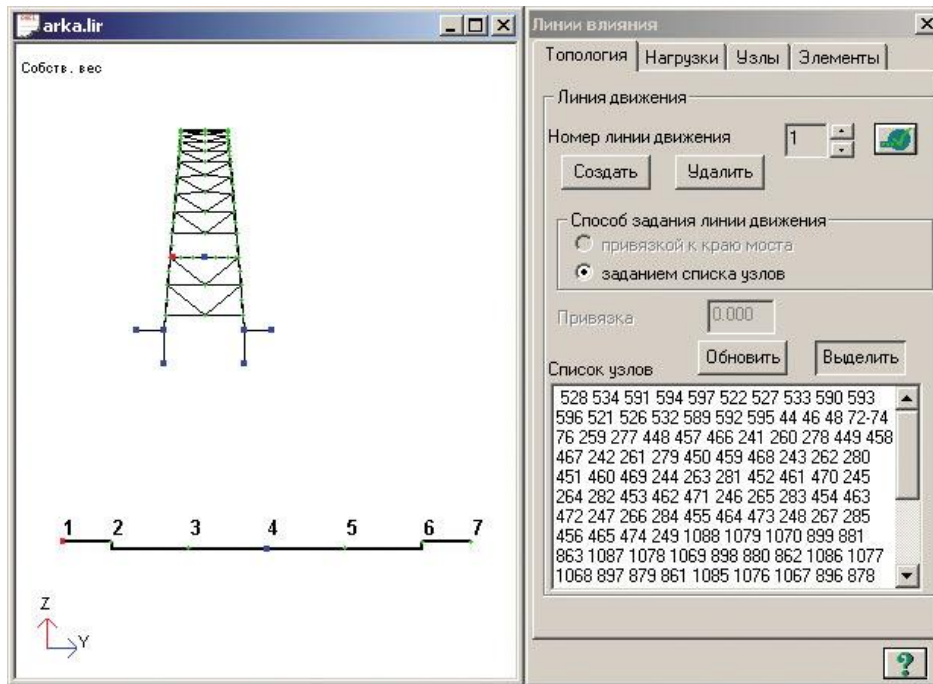 arka.lir
Собств. вес
1 2 3 4 5 6 7
Z
Y
Линии влияния
Топология Нагрузки Узлы Элементы
Линия движения
Номер линии движения 1
Создать Удалить
Способ задания линии движения
привязкой к краю моста
заданием списка узлов
Привязка 0.000
Обновить Выделить
Список узлов
528 534 591 594 597 522 527 533 590 593
596 521 526 532 589 592 595 44 46 48 72-74
76 259 277 448 457 466 241 260 278 449 458
467 242 261 279 450 459 468 243 262 280
451 460 469 244 263 281 452 461 470 245
264 282 453 462 471 246 265 283 454 463
472 247 266 284 455 464 473 248 267 285
456 465 474 249 1088 1079 1070 899 881
863 1087 1078 1069 898 880 862 1086 1077
1068 897 879 861 1085 1076 1067 896 878
?